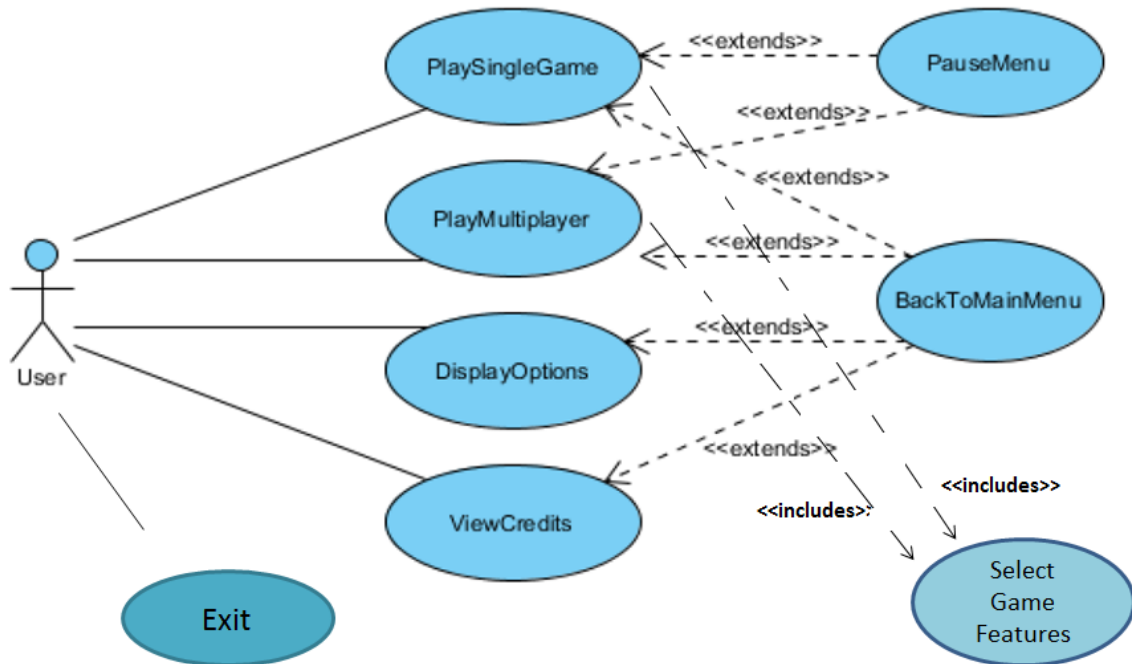 <<extends>>
PlaySingleGame
PauseMenu
<<extends>>
<<extends>>
PlayMultiplayer
<<extends>>
BackToMainMenu
<<extends>>
User
DisplayOptions
<<extends>>
<<includes>>
<<includes>:
ViewCredits
Select
Game
Features
Exit